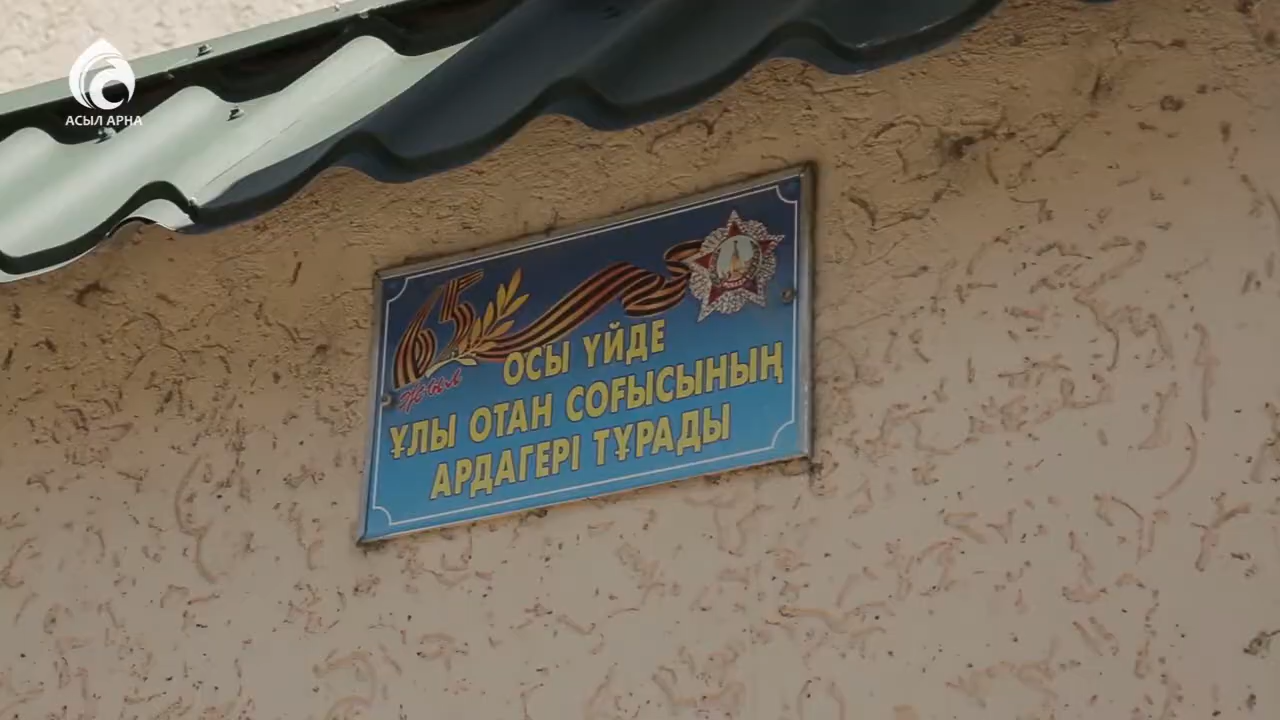 АСЫЛ АРНА
65
жыл
ОСЫ ҮЙДЕ
ҰЛЫ ОТАН СОҒЫСЫНЫҢ
АРДАГЕРІ ТҰРАДЫ